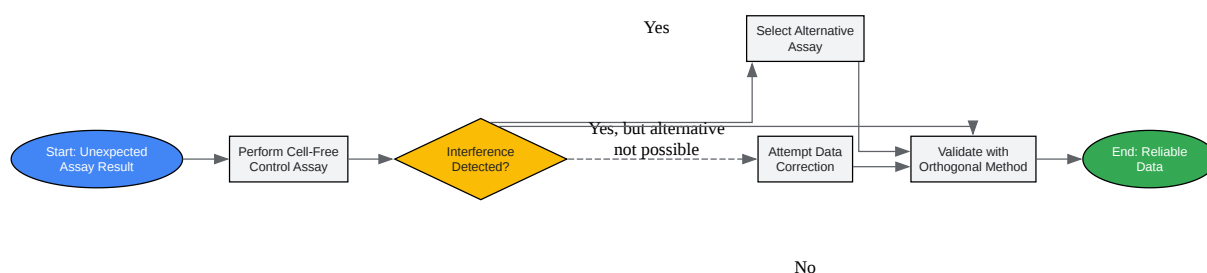 Yes
Select Alternative
Assay
Start: Unexpected
Assay Result
Perform Cell-Free
Control Assay
Interference
Detected?
Yes, but alternative
not possible
Attempt Data
Correction
Validate with
Orthogonal Method
End: Reliable
Data
No